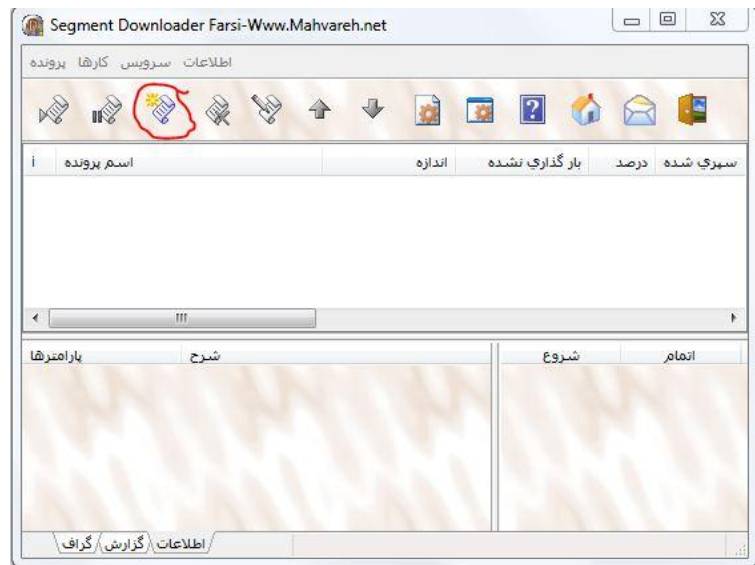 Segment Downloader Farsi-Www.Mahvareh.net
پرونده کارها سرویس اطلاعات
i اسم پرونده اندازه بار گذاري نشده درصد سپري شده
پارامترها شرح شروع اتمام
اطلاعات گزارش گراف